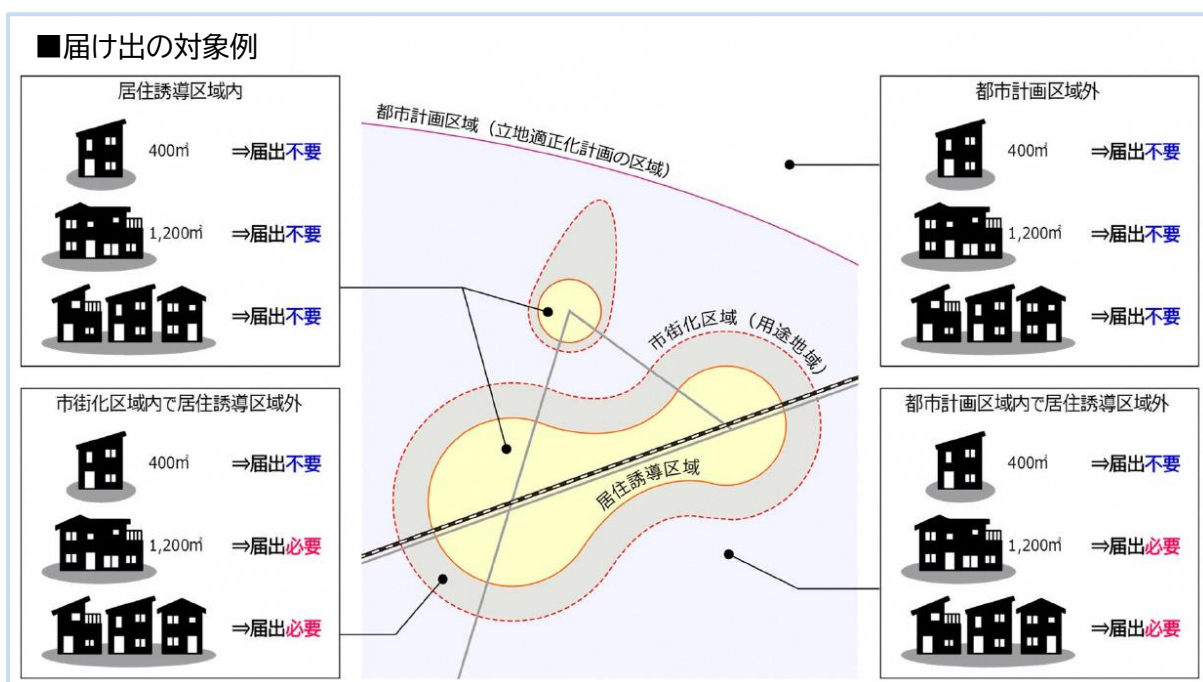 ■届け出の対象例
居住誘導区域内
400㎡ ⇒届出不要
1,200㎡ ⇒届出不要
⇒届出不要
市街化区域内で居住誘導区域外
400㎡ ⇒届出不要
1,200㎡ ⇒届出必要
⇒届出必要
都市計画区域（立地適正化計画の区域）
市街化区域（用途地域）
居住誘導区域
都市計画区域外
400㎡ ⇒届出不要
1,200㎡ ⇒届出不要
⇒届出不要
都市計画区域内で居住誘導区域外
400㎡ ⇒届出不要
1,200㎡ ⇒届出必要
⇒届出必要